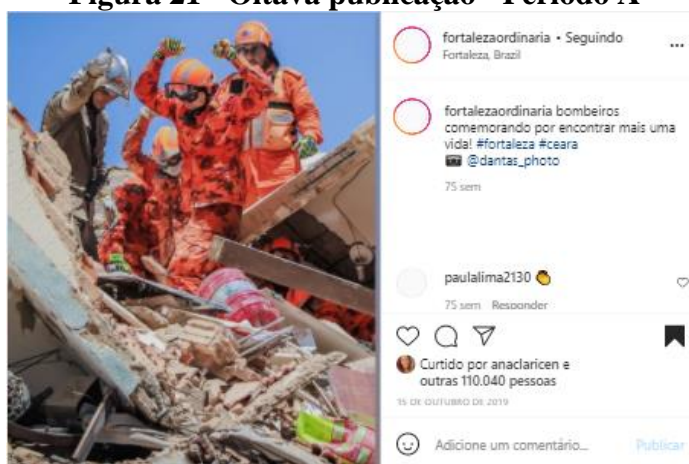 Figura 21 - Oitava publicação - Período A
fortalezaordinaria • Seguindo
Fortaleza, Brazil
fortalezaordinaria bombeiros
comemorando por encontrar mais uma
vida! #fortaleza #ceara
@dantas_photo
75 sem
paulalima2130 👏
75 sem Responder
Curtido por anaclaricen e
outras 110.040 pessoas
15 DE OUTUBRO DE 2019
Adicione um comentário... Publicar